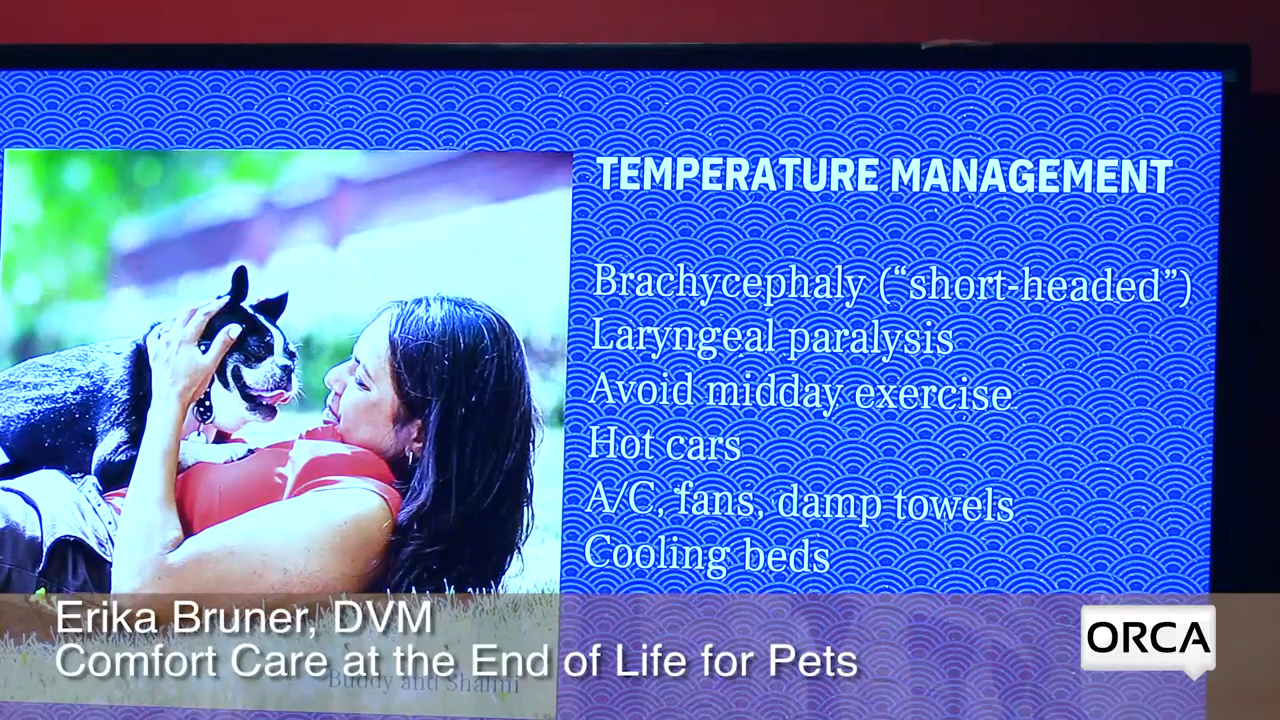 TEMPERATURE MANAGEMENT
Brachycephaly (“short-headed”)
Laryngeal paralysis
Avoid midday exercise
Hot cars
A/C, fans, damp towels
Cooling beds
Erika Bruner, DVM
Comfort Care at the End of Life for Pets
Buddy and Shalini
ORCA